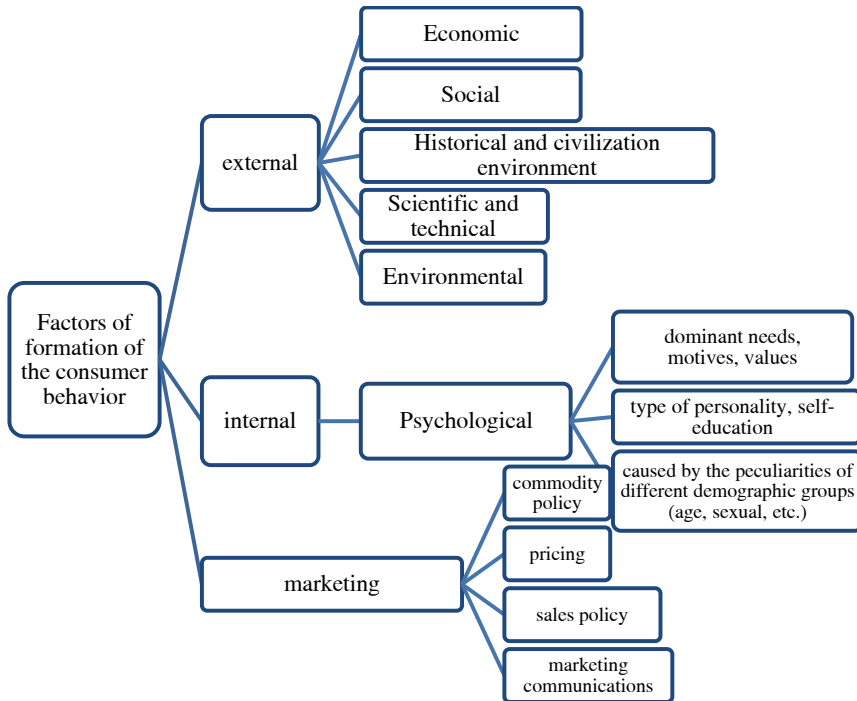 Factors of
formation of
the consumer
behavior
external
Economic
Social
Historical and civilization
environment
Scientific and
technical
Environmental
internal
Psychological
dominant needs,
motives, values
type of personality, self-
education
caused by the peculiarities of
different demographic groups
(age, sexual, etc.)
marketing
commodity
policy
pricing
sales policy
marketing
communications